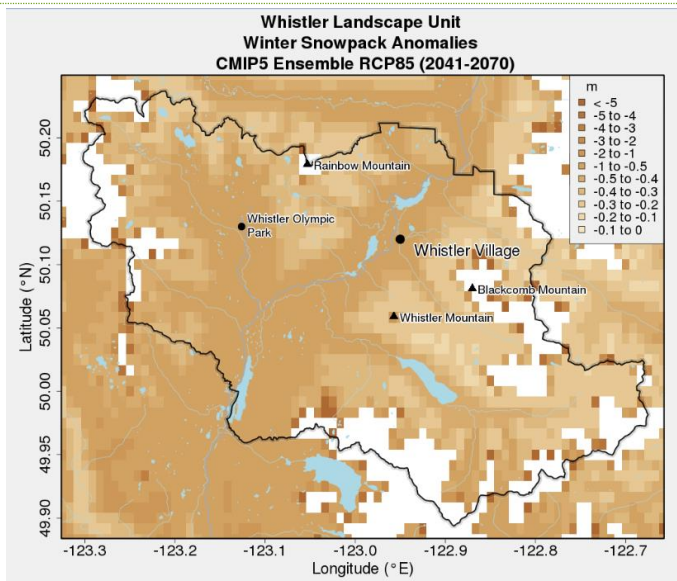 Whistler Landscape Unit
Winter Snowpack Anomalies
CMIP5 Ensemble RCP85 (2041-2070)
m
< -5
-5 to -4
-4 to -3
-3 to -2
-2 to -1
-1 to -0.5
-0.5 to -0.4
-0.4 to -0.3
-0.3 to -0.2
-0.2 to -0.1
-0.1 to 0
Rainbow Mountain
Whistler Olympic
Park
Whistler Village
Blackcomb Mountain
Whistler Mountain
Latitude (°N)
50.20
50.15
50.10
50.05
50.00
49.95
49.90
-123.3
-123.2
-123.1
-123.0
-122.9
-122.8
-122.7
Longitude (°E)